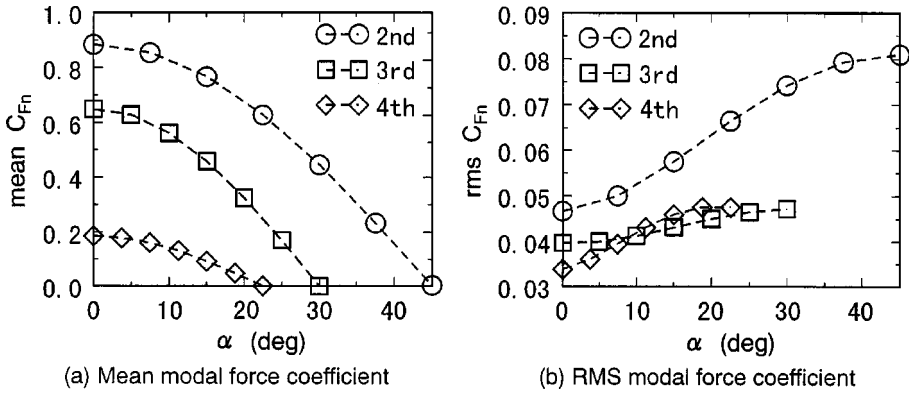 mean C_Fn
1.0
0.8
0.6
0.4
0.2
0.0
2nd
3rd
4th
0 10 20 30 40
α (deg)
(a) Mean modal force coefficient
rms C_Fn
0.09
0.08
0.07
0.06
0.05
0.04
0.03
2nd
3rd
4th
0 10 20 30 40
α (deg)
(b) RMS modal force coefficient